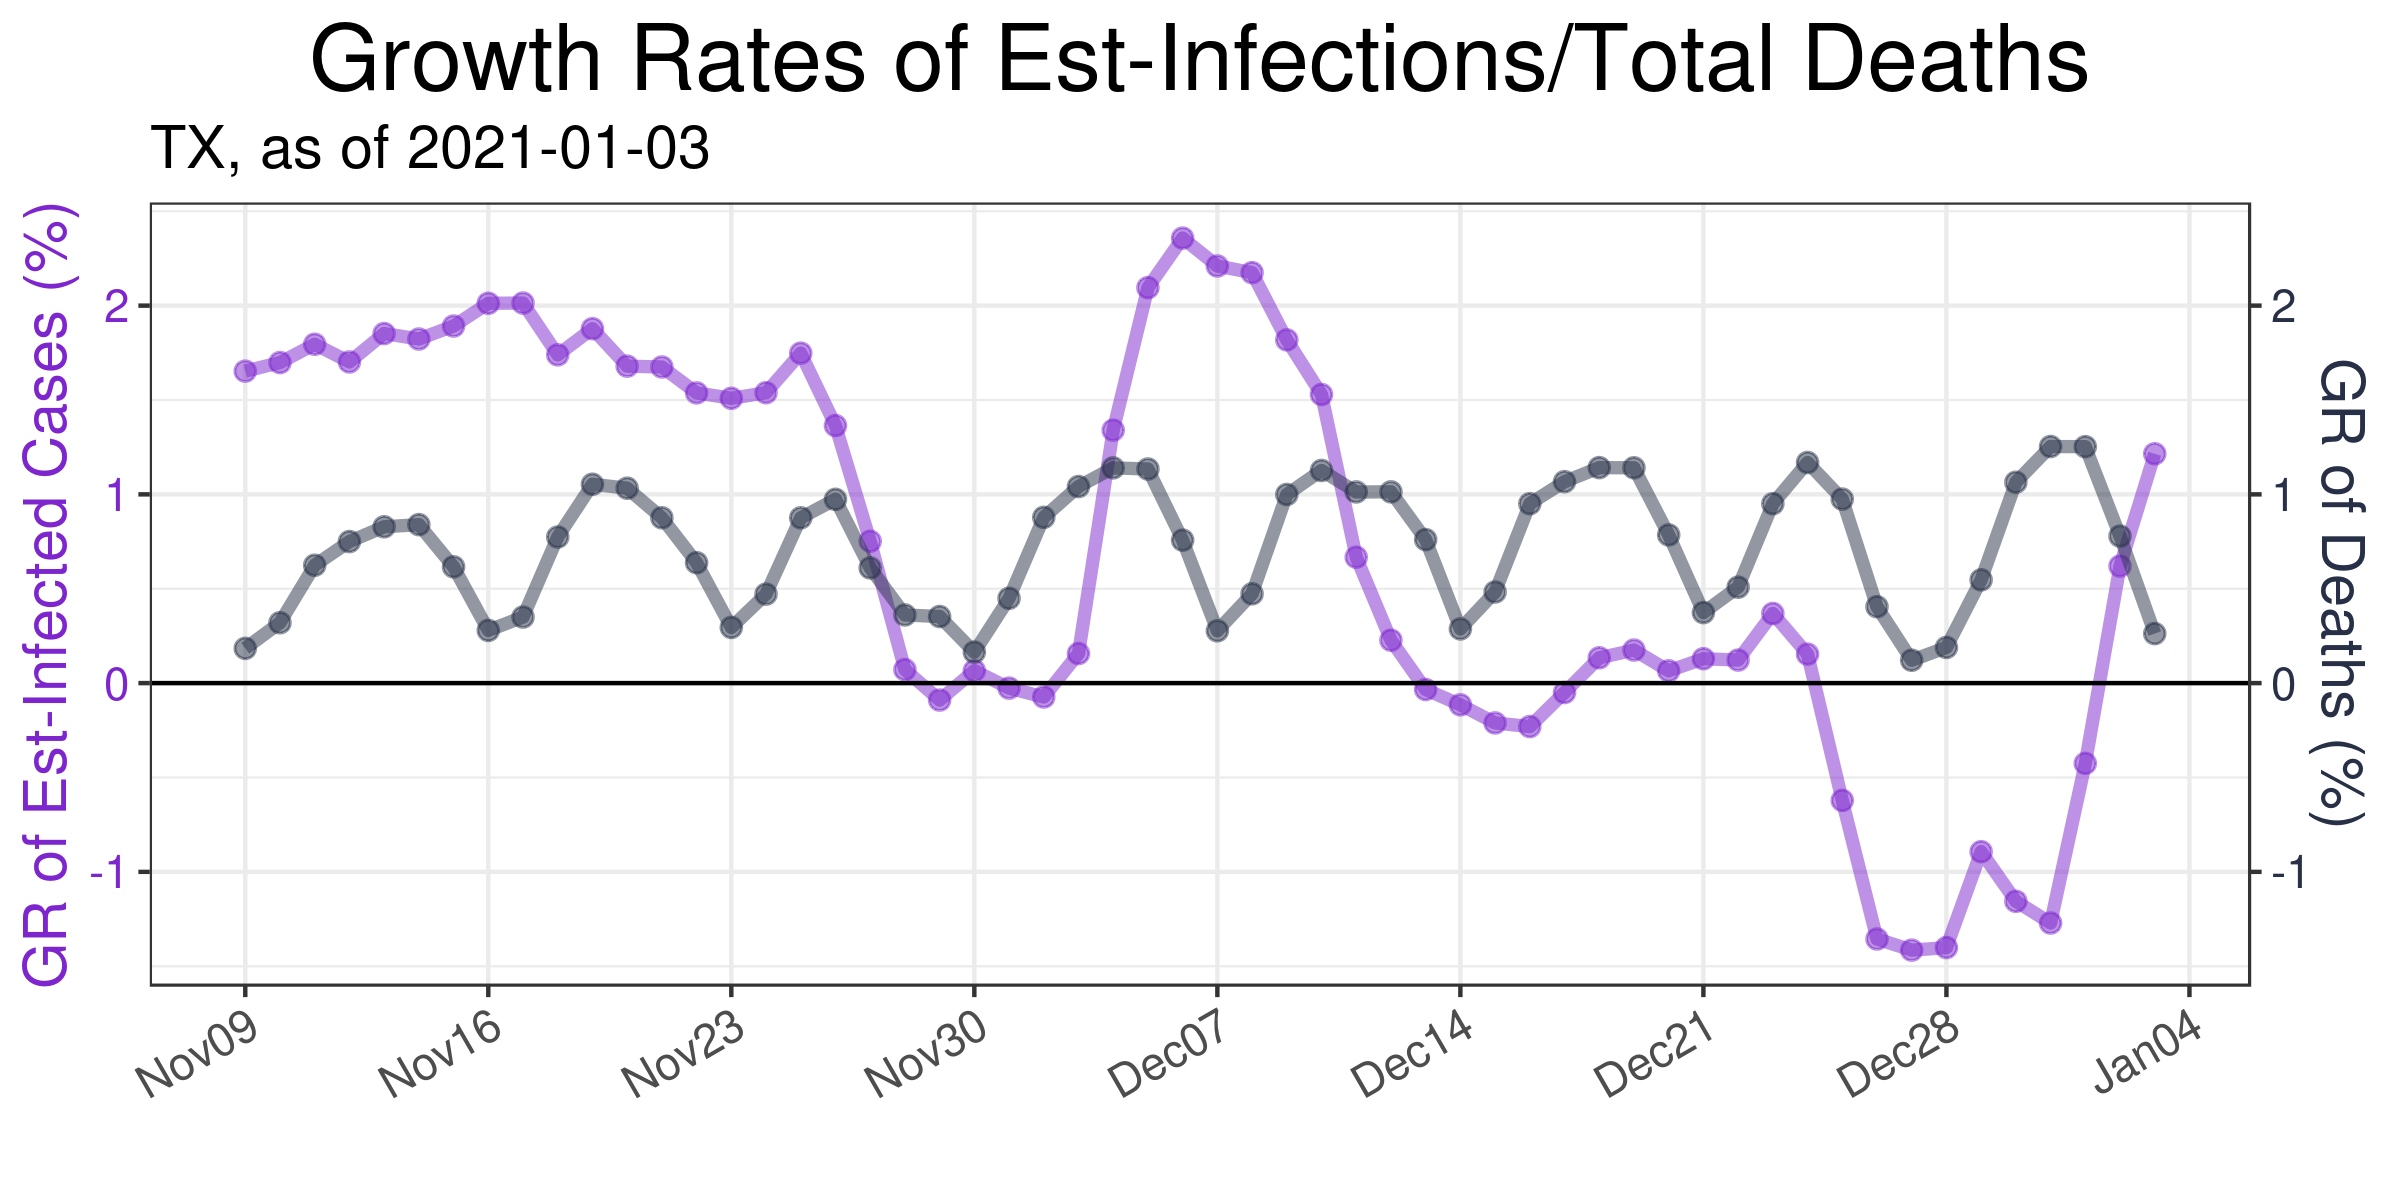 Growth Rates of Est-Infections/Total Deaths
TX, as of 2021-01-03
GR of Est-Infected Cases (%)
2
1
0
-1
2
1
0
-1
GR of Deaths (%)
Nov09
Nov16
Nov23
Nov30
Dec07
Dec14
Dec21
Dec28
Jan04